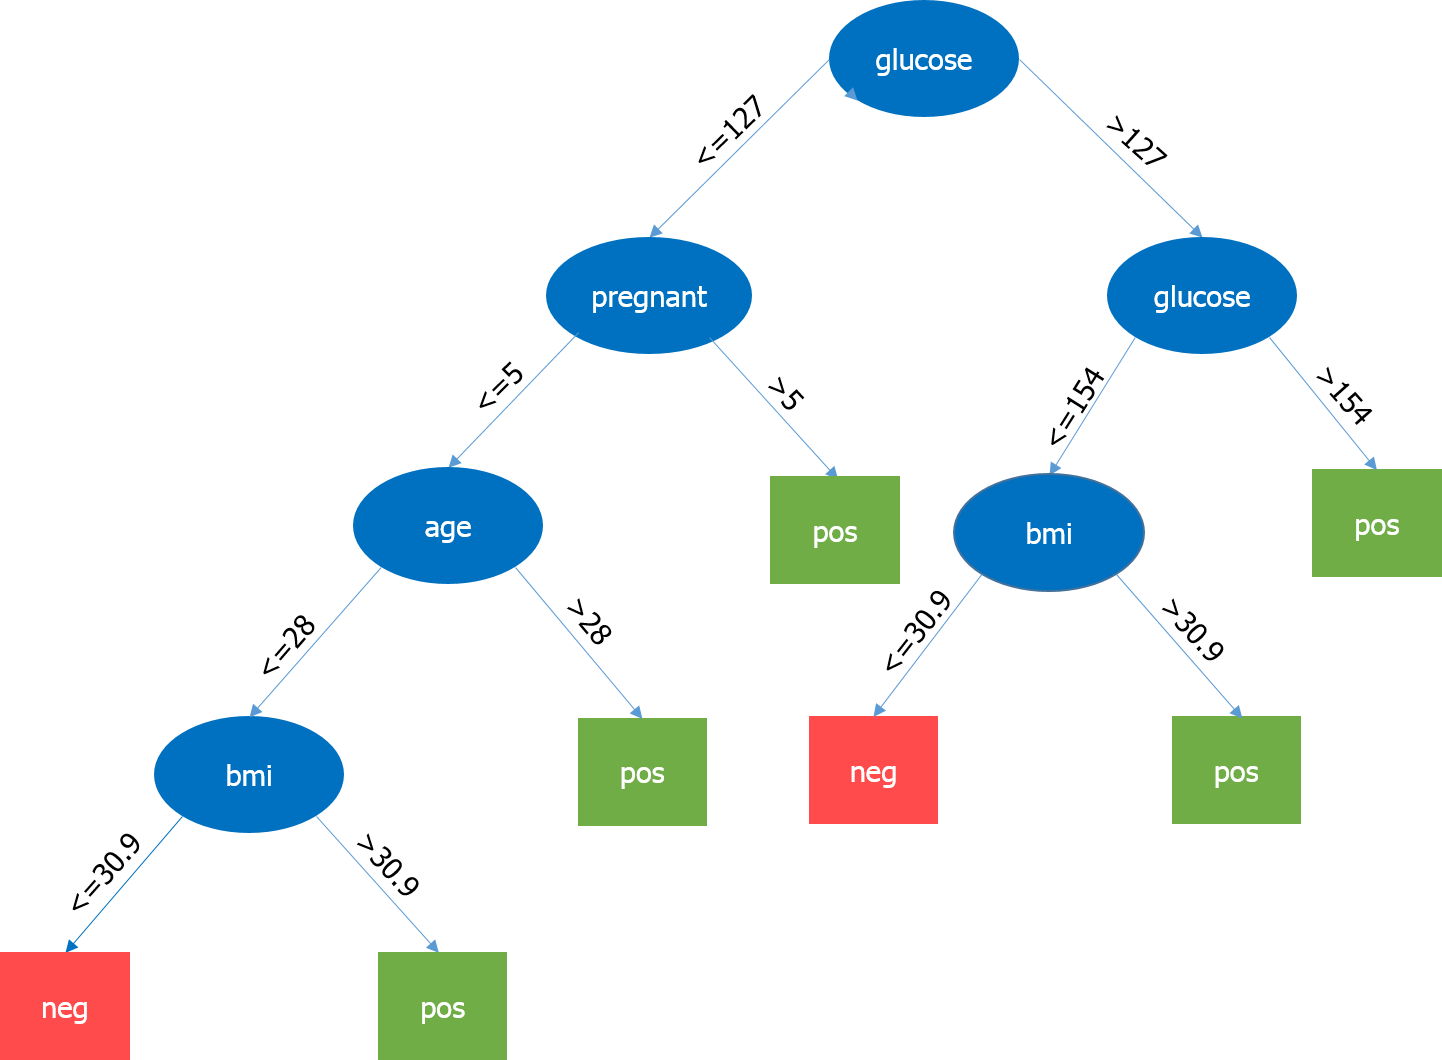 glucose
<=127
>127
pregnant
glucose
<=5
>5
<=154
>154
age
pos
bmi
pos
<=28
>28
<=30.9
>30.9
bmi
pos
neg
pos
<=30.9
>30.9
neg
pos